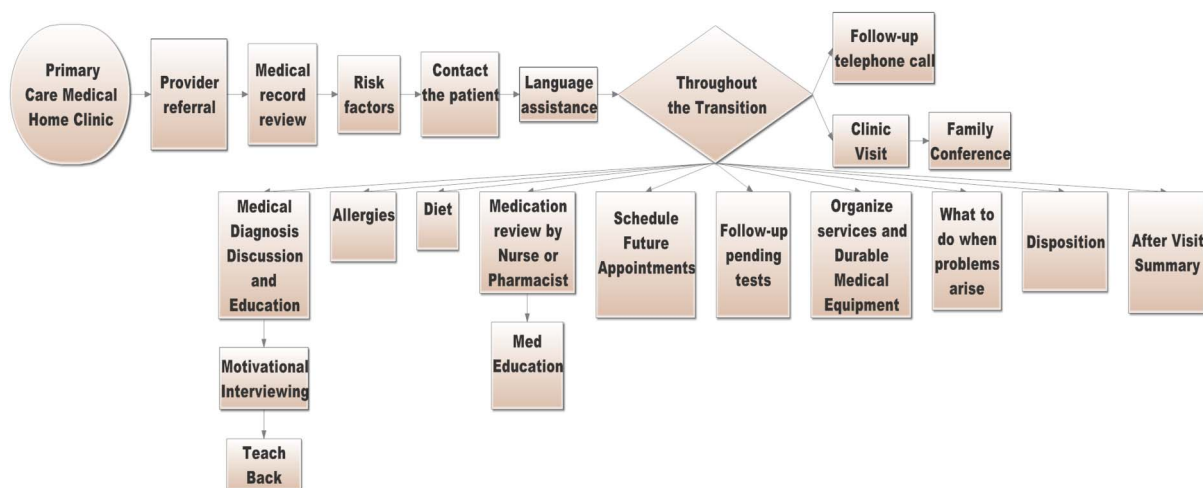 Primary
Care Medical
Home Clinic
Provider
referral
Medical
record
review
Risk
factors
Contact
the patient
Language
assistance
Throughout
the Transition
Follow-up
telephone call
Clinic
Visit
Family
Conference
Medical
Diagnosis
Discussion
and
Education
Allergies
Diet
Medication
review by
Nurse or
Pharmacist
Schedule
Future
Appointments
Follow-up
pending
tests
Organize
services and
Durable
Medical
Equipment
What to
do when
problems
arise
Disposition
After Visit
Summary
Motivational
Interviewing
Med
Education
Teach
Back